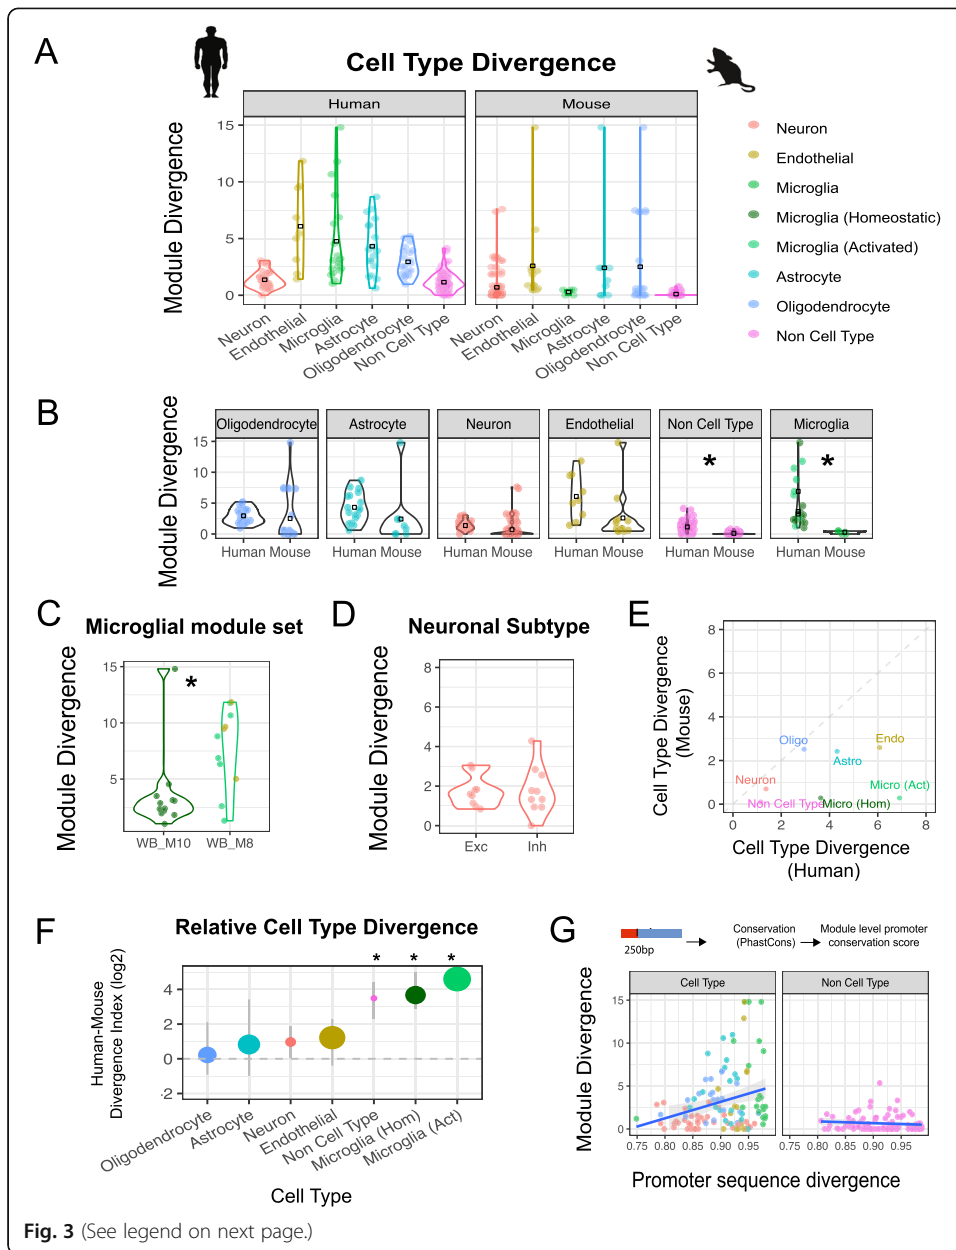 A
Cell Type Divergence
Human
Mouse
Module Divergence
15
10
5
0
Neuron
Endothelial
Microglia
Astrocyte
Oligodendrocyte
Non Cell Type
Neuron
Endothelial
Microglia
Astrocyte
Oligodendrocyte
Non Cell Type
Neuron
Endothelial
Microglia
Microglia (Homeostatic)
Microglia (Activated)
Astrocyte
Oligodendrocyte
Non Cell Type
B
Module Divergence
Oligodendrocyte
Astrocyte
Neuron
Endothelial
Non Cell Type
Microglia
15
10
5
0
*
*
Human Mouse
Human Mouse
Human Mouse
Human Mouse
Human Mouse
Human Mouse
C
Microglial module set
Module Divergence
15
10
5
*
WB_M10
WB_M8
D
Neuronal Subtype
Module Divergence
8
6
4
2
0
Exc
Inh
E
Cell Type Divergence
(Mouse)
8
6
4
2
0
Oligo
Endo
Astro
Neuron
Micro (Act)
Non Cell Type
Micro (Hom)
0 2 4 6 8
Cell Type Divergence
(Human)
F
Relative Cell Type Divergence
Human-Mouse
Divergence Index (log2)
4
2
0
-2
* * *
Oligodendrocyte
Astrocyte
Neuron
Endothelial
Non Cell Type
Microglia (Hom)
Microglia (Act)
Cell Type
G
250bp
Conservation
(PhastCons)
Module level promoter
conservation score
Module Divergence
Cell Type
Non Cell Type
15
10
5
0
0.75 0.80 0.85 0.90 0.95
0.75 0.80 0.85 0.90 0.95
Promoter sequence divergence
Fig. 3 (See legend on next page.)